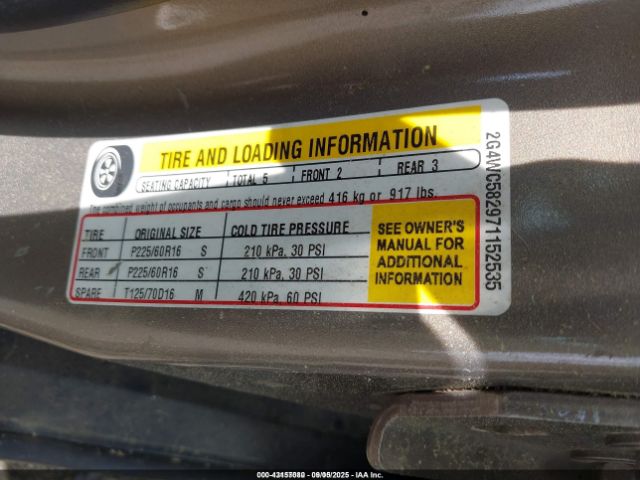 TIRE AND LOADING INFORMATION
SEATING CAPACITY TOTAL 5 FRONT 2 REAR 3
The combined weight of occupants and cargo should never exceed 416 kg or 917 lbs.
TIRE ORIGINAL SIZE COLD TIRE PRESSURE
FRONT P225/60R16 S 210 kPa, 30 PSI
REAR P225/60R16 S 210 kPa, 30 PSI
SPARE T125/70D16 M 420 kPa, 60 PSI
SEE OWNER'S
MANUAL FOR
ADDITIONAL
INFORMATION
2G4WC582971152535
000-43153080 - 09/05/2025 - IAA